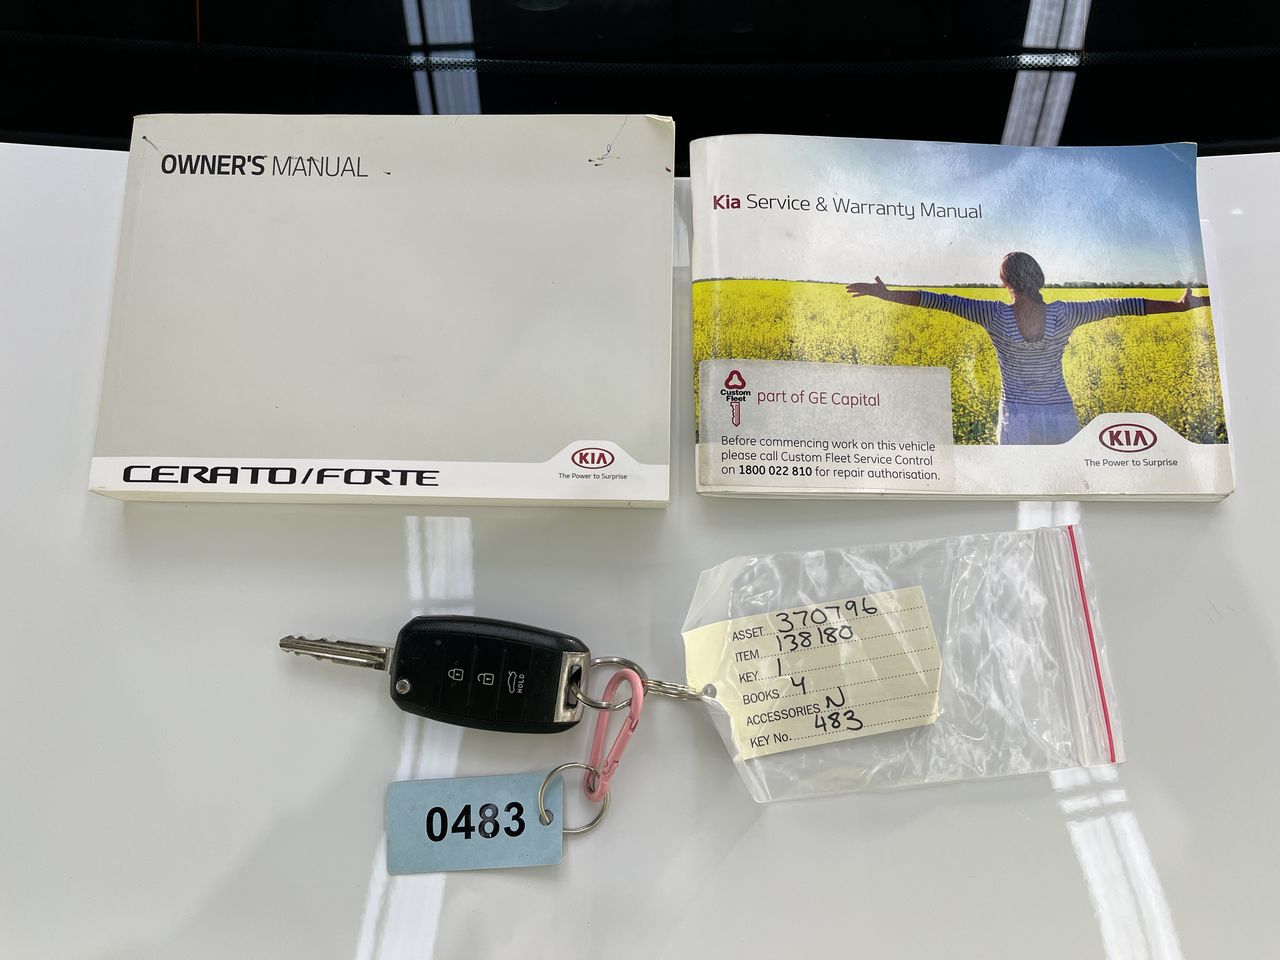 OWNER'S MANUAL
CERATO/FORTE
KIA
The Power to Surprise
Kia Service & Warranty Manual
Custom
Fleet
part of GE Capital
Before commencing work on this vehicle
please call Custom Fleet Service Control
on 1800 022 810 for repair authorisation.
KIA
The Power to Surprise
HOLD
0483
ASSET 370796
ITEM 138180
KEY 1
BOOKS 4
ACCESSORIES N
KEY No. 483